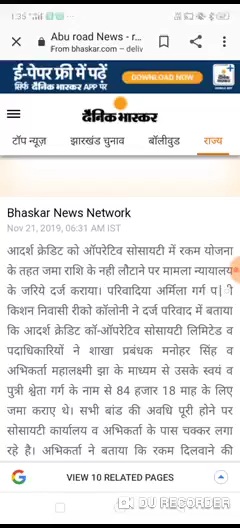 1:35
Abu road News - r...
From bhaskar.com – deliv
ई-पेपर फ्री में पढ़ें
सिर्फ दैनिक भास्कर APP पर
DOWNLOAD NOW
दैनिक भास्कर
टॉप न्यूज़ झारखंड चुनाव बॉलीवुड राज्य
Bhaskar News Network
Nov 21, 2019, 06:31 AM IST
आदर्श क्रेडिट को ऑपरेटिव सोसायटी में रकम योजना
के तहत जमा राशि के नही लौटाने पर मामला न्यायालय
के जरिये दर्ज कराया। परिवादिया अर्मिला गर्ग प|ी
किशन निवासी रीको कॉलोनी ने दर्ज परिवाद में बताया
कि आदर्श क्रेडिट कॉ-ऑपरेटिव सोसायटी लिमिटेड व
पदाधिकारियों ने शाखा प्रबंधक मनोहर सिंह व
अभिकर्ता महालक्ष्मी झा के माध्यम से उसके स्वयं व
पुत्री श्वेता गर्ग के नाम से 84 हजार 18 माह के लिए
जमा कराए थे। सभी बांड की अवधि पूरी होने पर
सोसायटी कार्यालय व अभिकर्ता के पास चक्कर लगा
रहे है। अभिकर्ता ने बताया कि रकम दिलवाने की
VIEW 10 RELATED PAGES
DU RECORDER